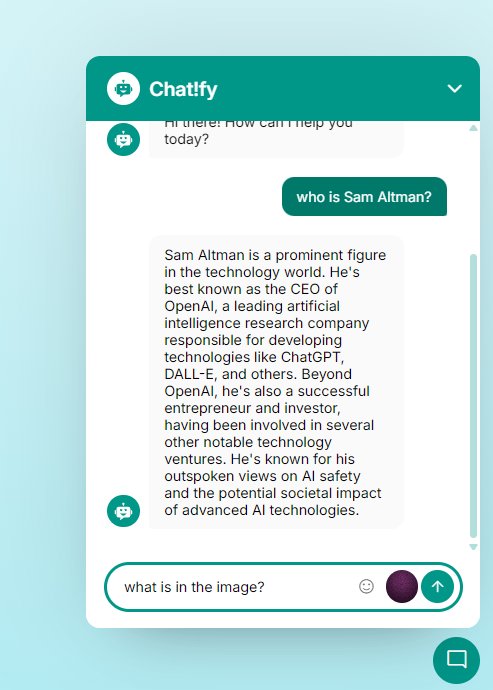 Chat!fy
Hi there! How can I help you
today?
who is Sam Altman?
Sam Altman is a prominent figure
in the technology world. He's
best known as the CEO of
OpenAI, a leading artificial
intelligence research company
responsible for developing
technologies like ChatGPT,
DALL-E, and others. Beyond
OpenAI, he's also a successful
entrepreneur and investor,
having been involved in several
other notable technology
ventures. He's known for his
outspoken views on AI safety
and the potential societal impact
of advanced AI technologies.
what is in the image?